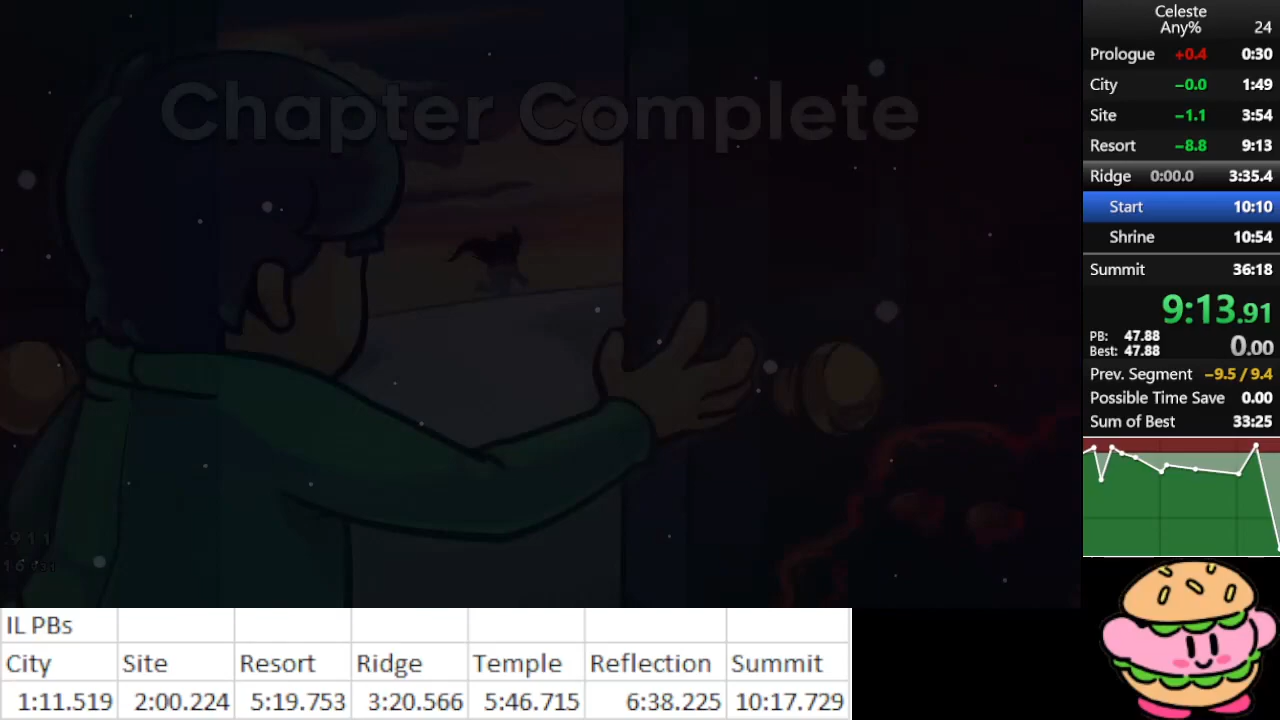 Chapter Complete
.911
Celeste
Any% 24
Prologue +0.4 0:30
City −0.0 1:49
Site −1.1 3:54
Resort −8.8 9:13
Ridge 0:00.0 3:35.4
Start 10:10
Shrine 10:54
Summit 36:18
9:13.91
PB: 47.88
Best: 47.88 0.00
Prev. Segment −9.5 / 9.4
Possible Time Save 0.00
Sum of Best 33:25
IL PBs
City Site Resort Ridge Temple Reflection Summit
1:11.519 2:00.224 5:19.753 3:20.566 5:46.715 6:38.225 10:17.729